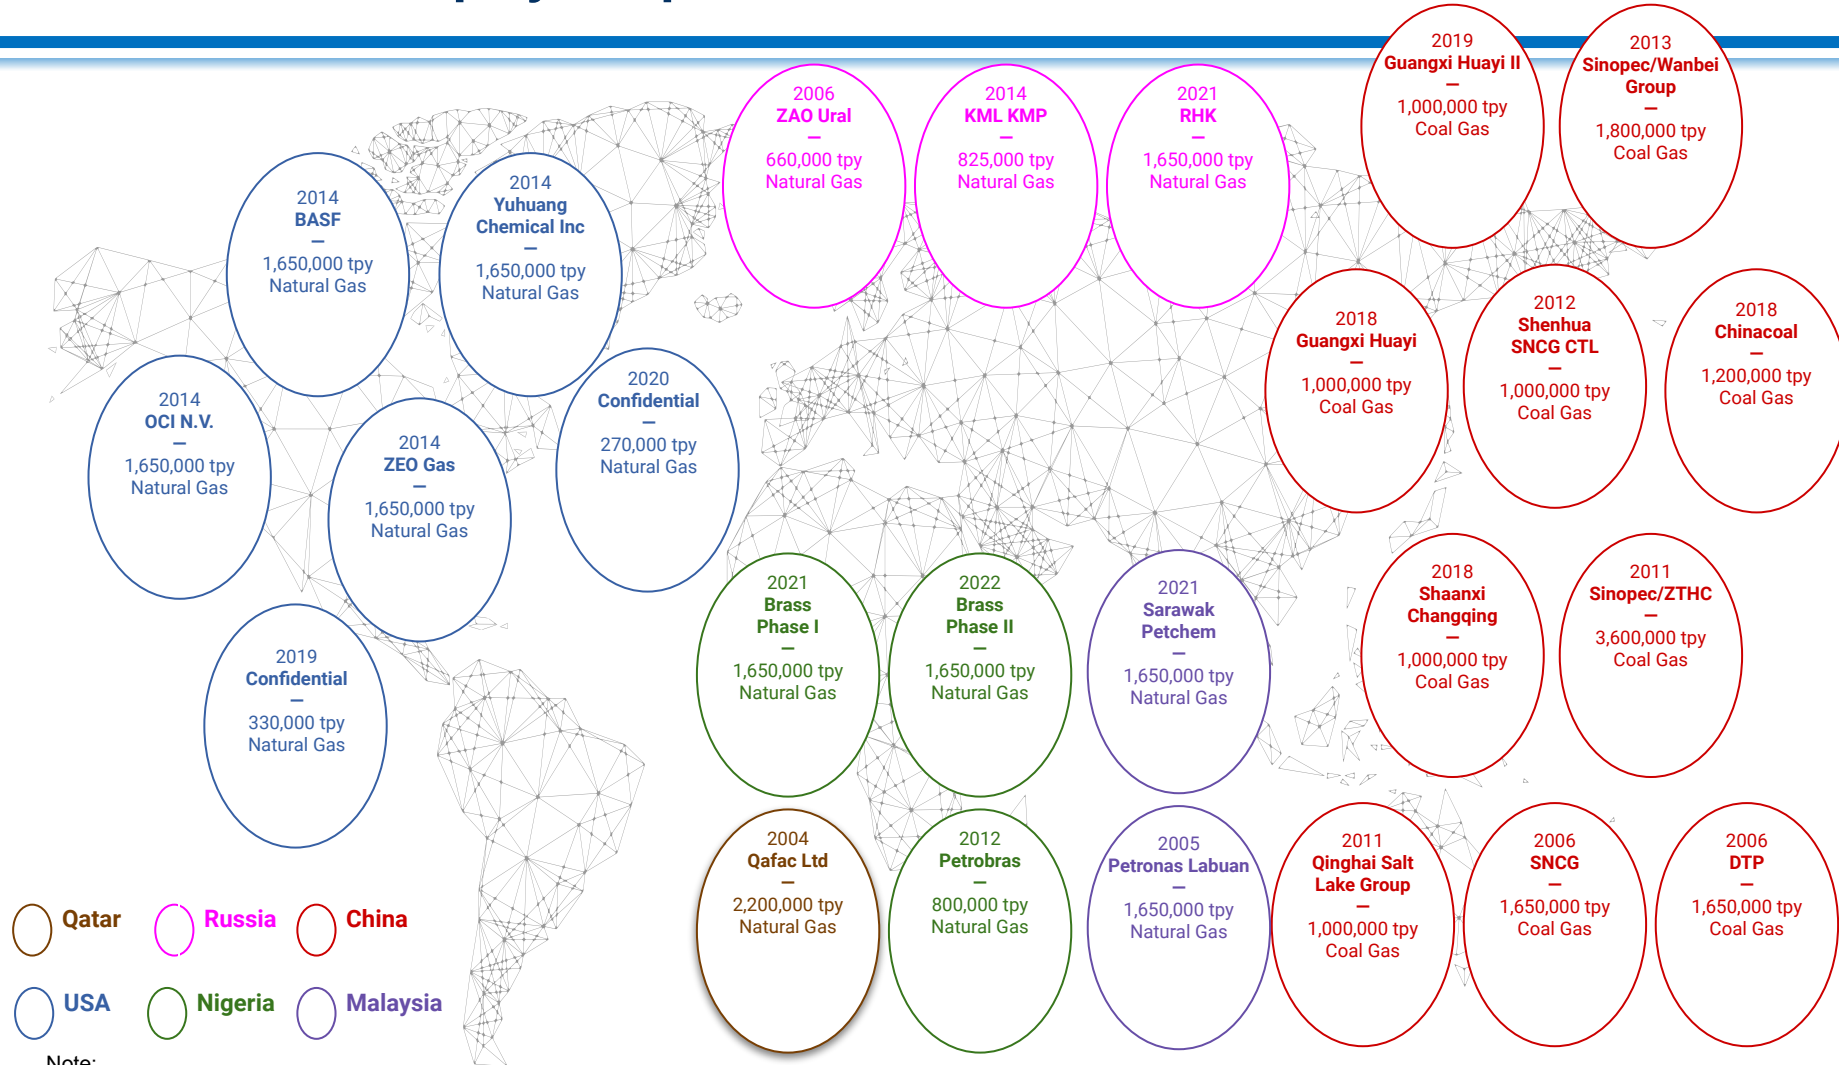 2019
Guangxi Huayi II
–
1,000,000 tpy
Coal Gas
2013
Sinopec/Wanbei
Group
–
1,800,000 tpy
Coal Gas
2006
ZAO Ural
–
660,000 tpy
Natural Gas
2014
KML KMP
–
825,000 tpy
Natural Gas
2021
RHK
–
1,650,000 tpy
Natural Gas
2014
BASF
–
1,650,000 tpy
Natural Gas
2014
Yuhuang
Chemical Inc
–
1,650,000 tpy
Natural Gas
2018
Guangxi Huayi
–
1,000,000 tpy
Coal Gas
2012
Shenhua
SNCG CTL
–
1,000,000 tpy
Coal Gas
2018
Chinacoal
–
1,200,000 tpy
Coal Gas
2014
OCI N.V.
–
1,650,000 tpy
Natural Gas
2014
ZEO Gas
–
1,650,000 tpy
Natural Gas
2020
Confidential
–
270,000 tpy
Natural Gas
2021
Brass
Phase I
–
1,650,000 tpy
Natural Gas
2022
Brass
Phase II
–
1,650,000 tpy
Natural Gas
2021
Sarawak
Petchem
–
1,650,000 tpy
Natural Gas
2018
Shaanxi
Changqing
–
1,000,000 tpy
Coal Gas
2011
Sinopec/ZTHC
–
3,600,000 tpy
Coal Gas
2019
Confidential
–
330,000 tpy
Natural Gas
2004
Qafac Ltd
–
2,200,000 tpy
Natural Gas
2012
Petrobras
–
800,000 tpy
Natural Gas
2005
Petronas Labuan
–
1,650,000 tpy
Natural Gas
2011
Qinghai Salt
Lake Group
–
1,000,000 tpy
Coal Gas
2006
SNCG
–
1,650,000 tpy
Coal Gas
2006
DTP
–
1,650,000 tpy
Coal Gas
Qatar
Russia
China
USA
Nigeria
Malaysia
Note: